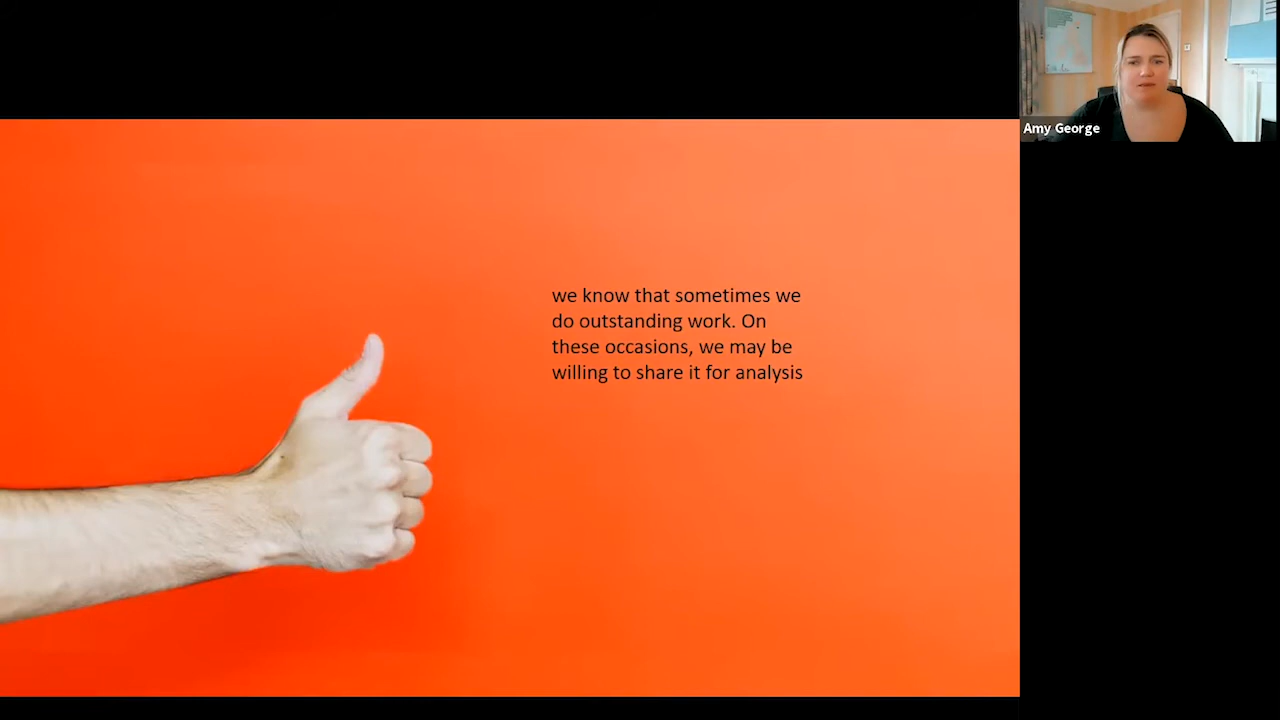 we know that sometimes we
do outstanding work. On
these occasions, we may be
willing to share it for analysis
Amy George